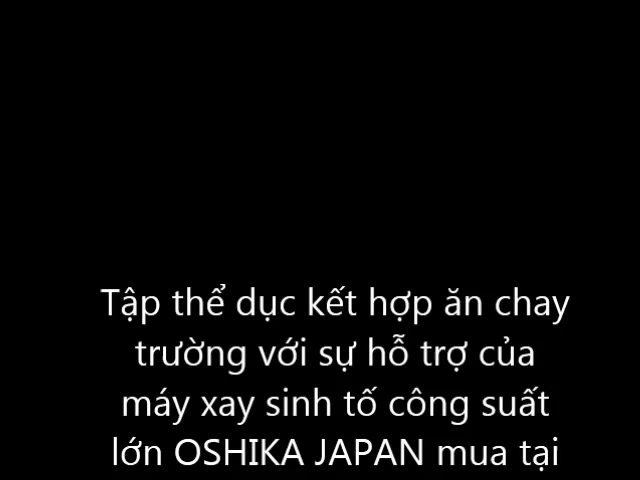 Tập thể dục kết hợp ăn chay
trường với sự hỗ trợ của
máy xay sinh tố công suất
lớn OSHIKA JAPAN mua tại